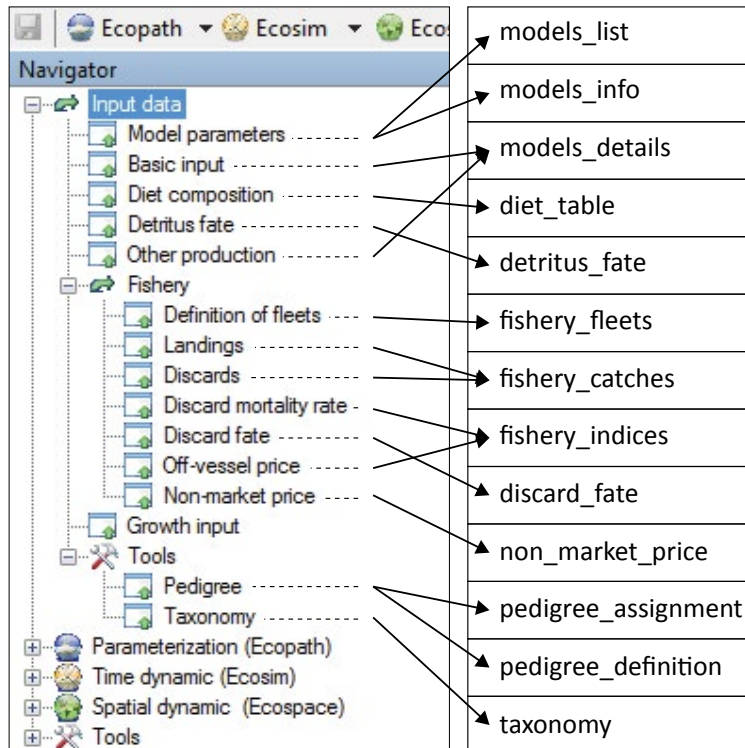 Ecopath Ecosim Ecos
Navigator
Input data
Model parameters
Basic input
Diet composition
Detritus fate
Other production
Fishery
Definition of fleets
Landings
Discards
Discard mortality rate
Discard fate
Off-vessel price
Non-market price
Growth input
Tools
Pedigree
Taxonomy
Parameterization (Ecopath)
Time dynamic (Ecosim)
Spatial dynamic (Ecospace)
Tools
models_list
models_info
models_details
diet_table
detritus_fate
fishery_fleets
fishery_catches
fishery_indices
discard_fate
non_market_price
pedigree_assignment
pedigree_definition
taxonomy